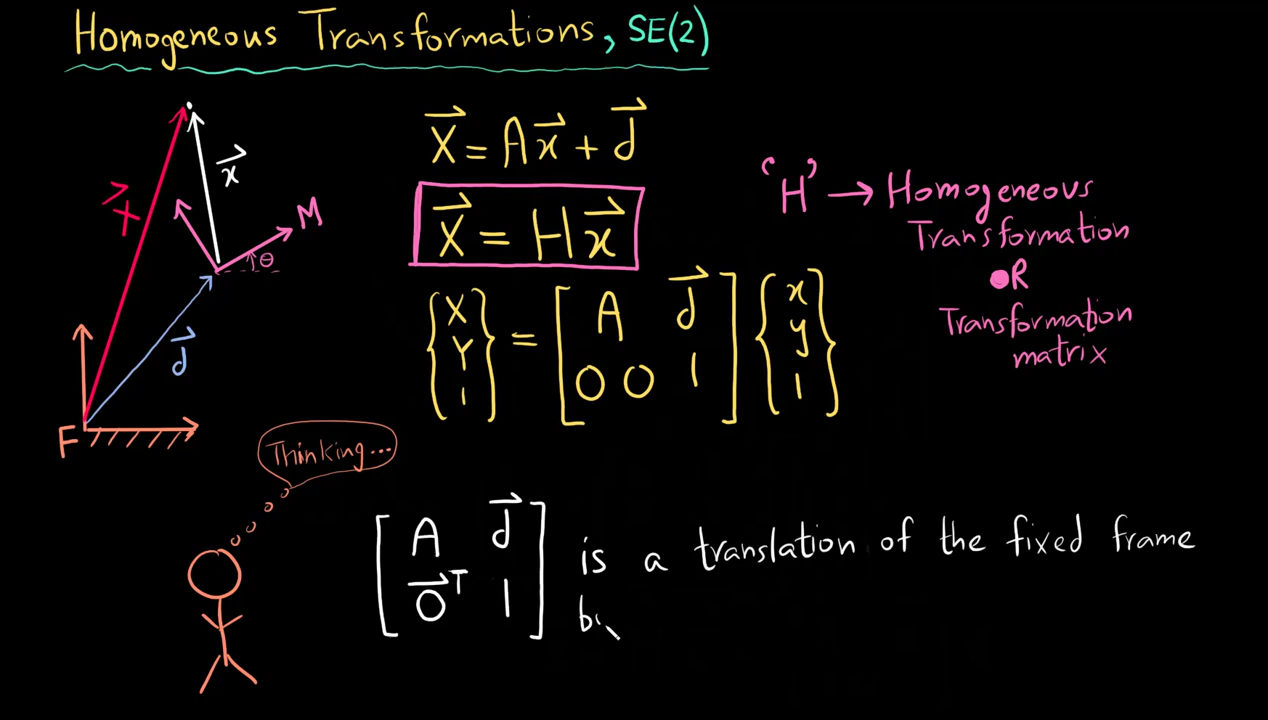 Homogeneous Transformations, SE(2)
X = Ax + d
X = Hx
{X Y 1} = [A d; 0 0 1] {x y 1}
'H' → Homogeneous
Transformation
OR
Transformation
matrix
X
x
M
θ
d
F
Thinking...
[A d; 0ᵀ 1] is a translation of the fixed frame